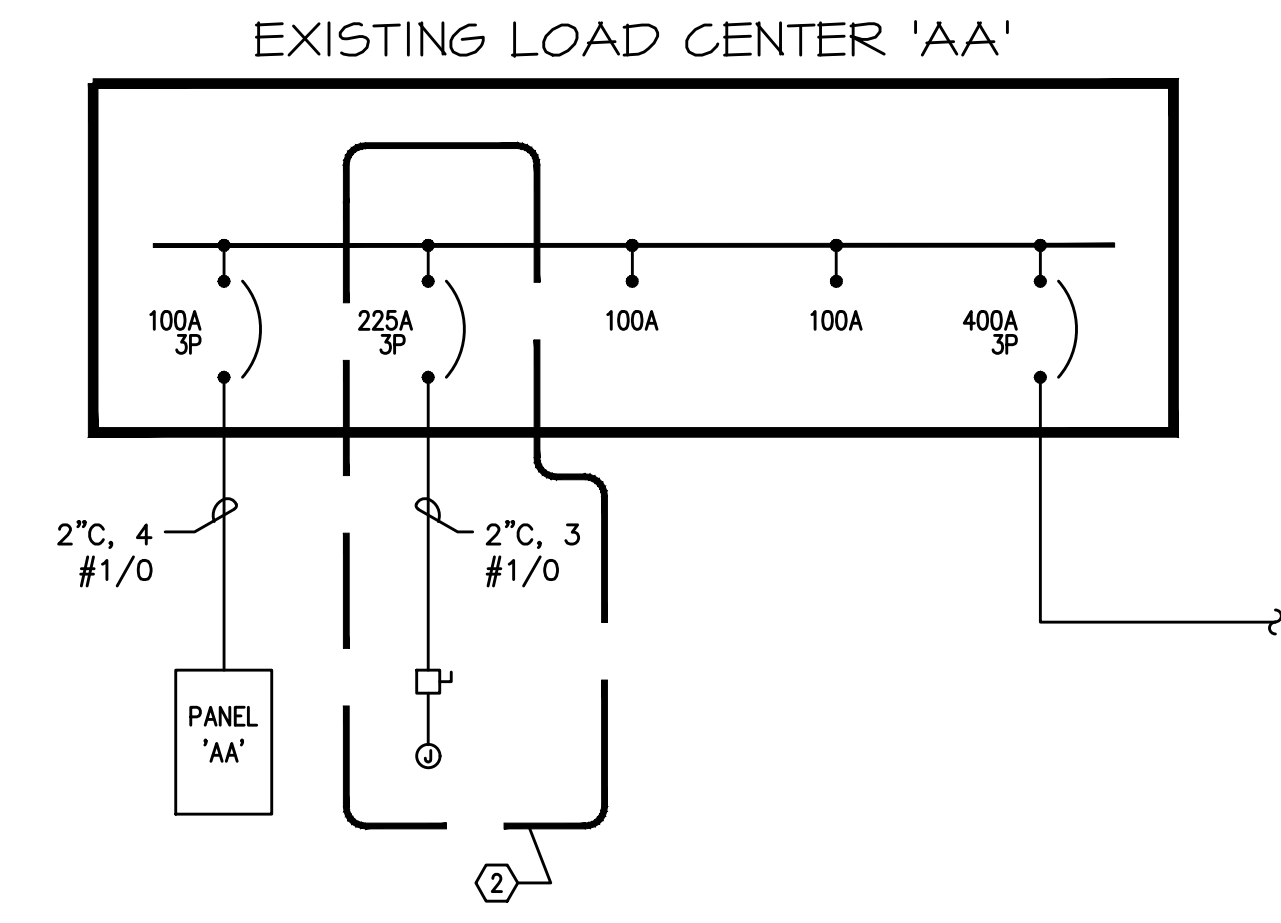 EXISTING LOAD CENTER 'AA'
100A
3P
225A
3P
100A
100A
400A
3P
2”C, 4
#1/0
2”C, 3
#1/0
PANEL
'AA'
J
2